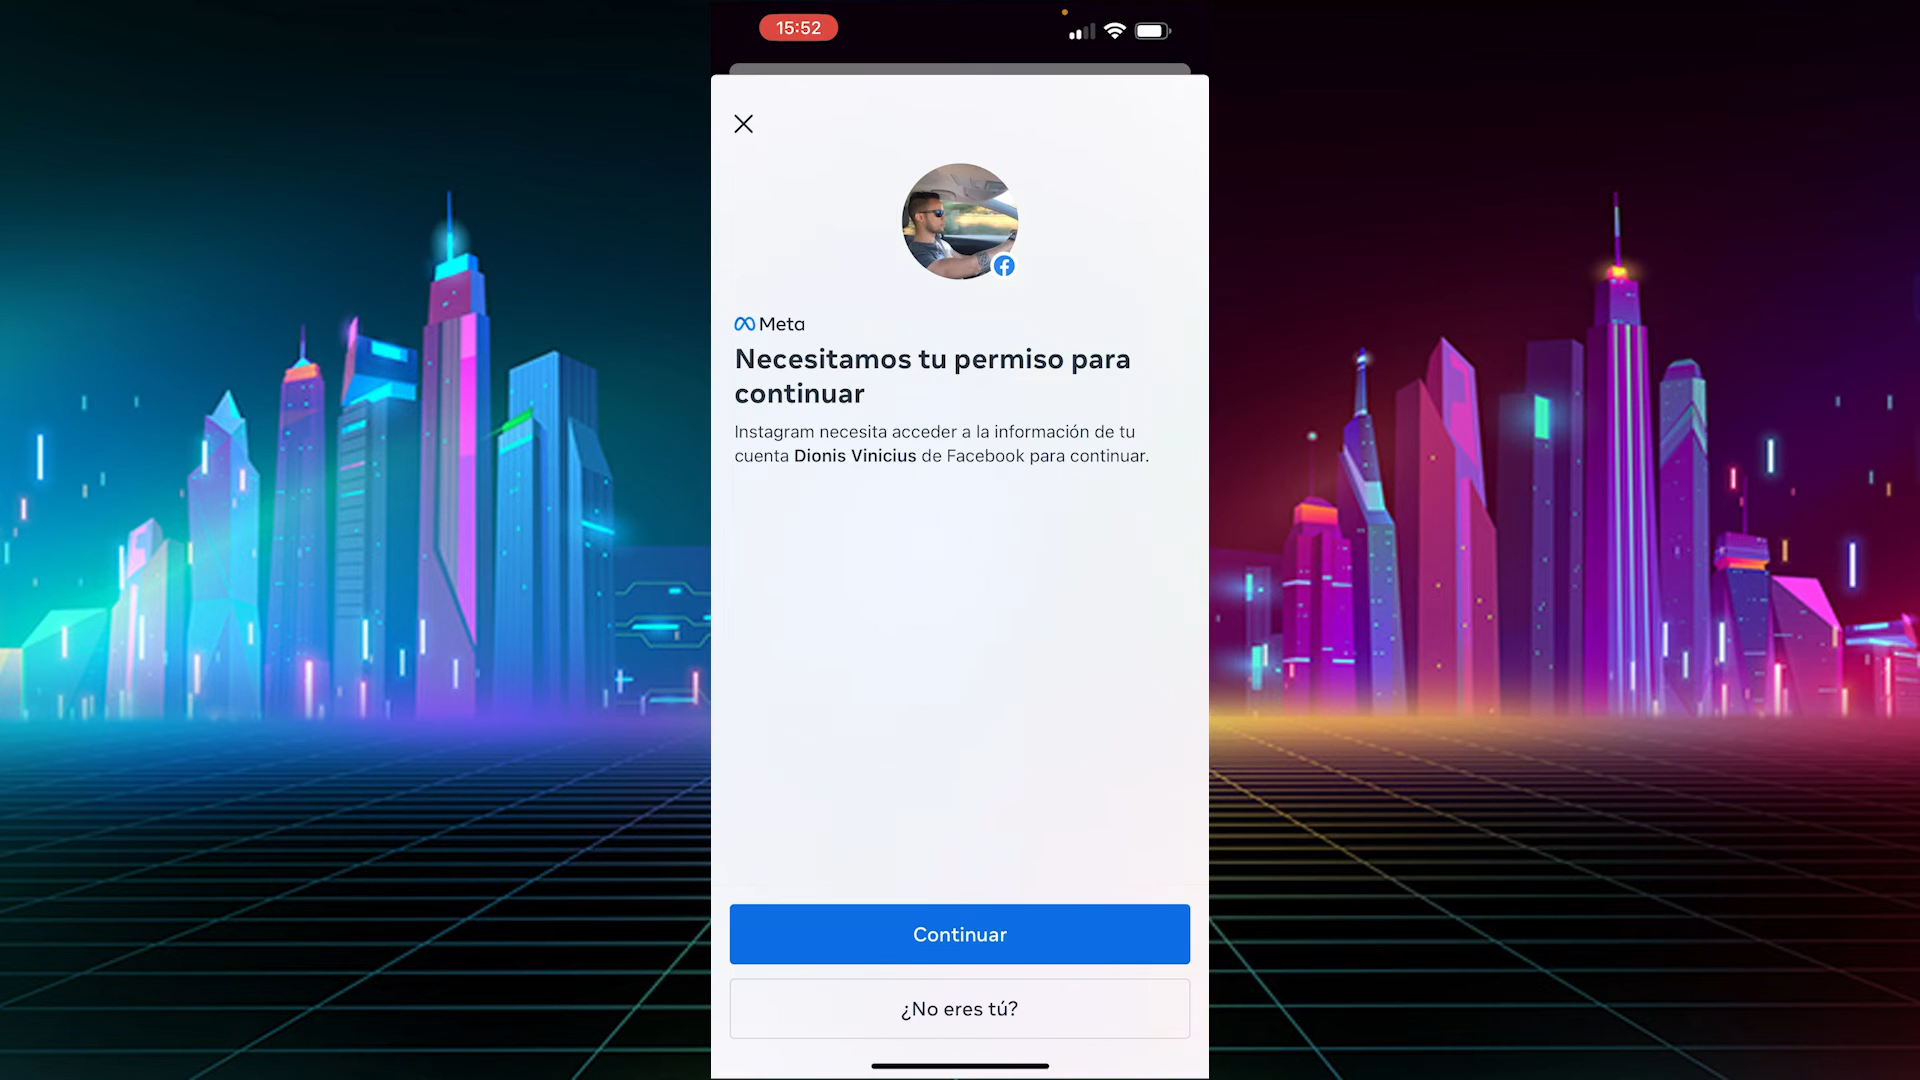 15:52
Meta
Necesitamos tu permiso para
continuar
Instagram necesita acceder a la información de tu
cuenta Dionis Vinicius de Facebook para continuar.
Continuar
¿No eres tú?